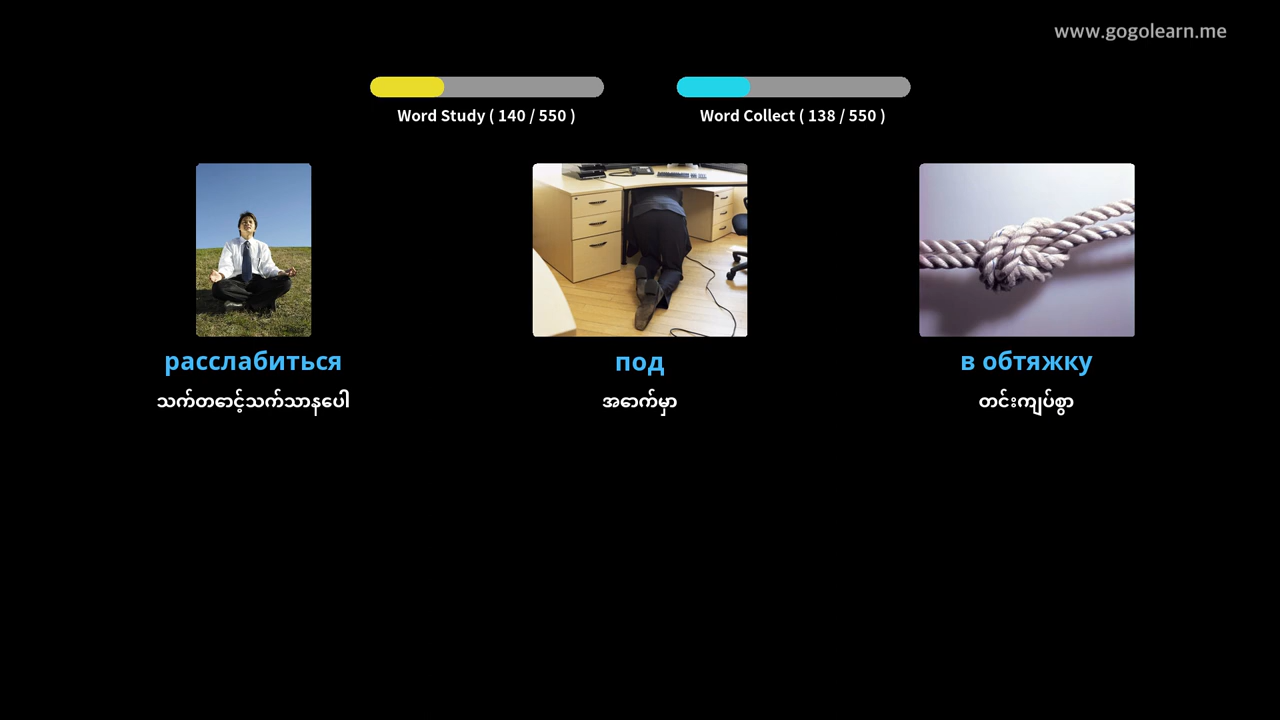 www.gogolearn.me
Word Study ( 140 / 550 )
Word Collect ( 138 / 550 )
расслабиться
под
в обтяжку
သက်တောင့်သက်သာနပေါ
အောက်မှာ
တင်းကျပ်စွာ